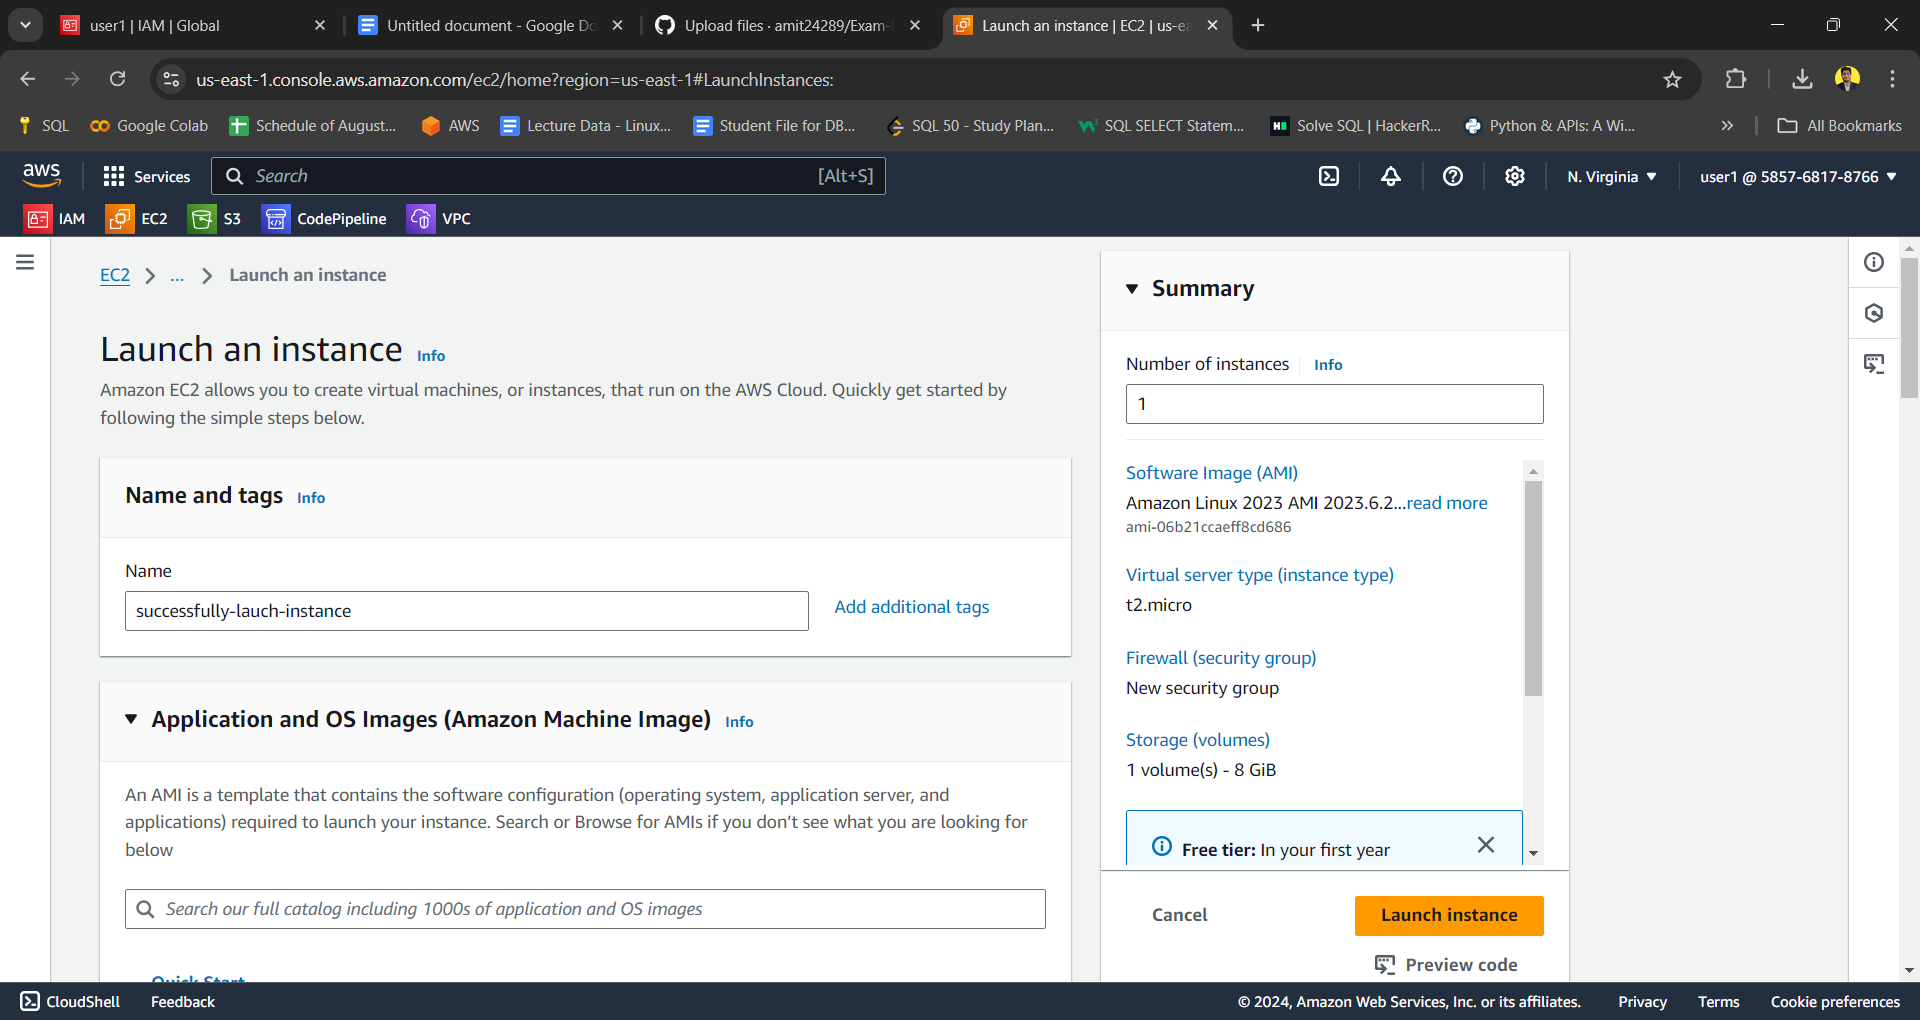 user1 | IAM | Global
Untitled document - Google Do
Upload files · amit24289/Exam-
Launch an instance | EC2 | us-ea
us-east-1.console.aws.amazon.com/ec2/home?region=us-east-1#LaunchInstances:
SQL
Google Colab
Schedule of August...
AWS
Lecture Data - Linux...
Student File for DB...
SQL 50 - Study Plan...
SQL SELECT Statem...
Solve SQL | HackerR...
Python & APIs: A Wi...
All Bookmarks
aws
Services
Search
[Alt+S]
N. Virginia
user1 @ 5857-6817-8766
IAM
EC2
S3
CodePipeline
VPC
EC2
...
Launch an instance
Launch an instance Info
Amazon EC2 allows you to create virtual machines, or instances, that run on the AWS Cloud. Quickly get started by
following the simple steps below.
Name and tags Info
Name
successfully-lauch-instance
Add additional tags
Application and OS Images (Amazon Machine Image) Info
An AMI is a template that contains the software configuration (operating system, application server, and
applications) required to launch your instance. Search or Browse for AMIs if you don’t see what you are looking for
below
Search our full catalog including 1000s of application and OS images
Quick Start
Summary
Number of instances Info
1
Software Image (AMI)
Amazon Linux 2023 AMI 2023.6.2...read more
ami-06b21ccaeff8cd686
Virtual server type (instance type)
t2.micro
Firewall (security group)
New security group
Storage (volumes)
1 volume(s) - 8 GiB
Free tier: In your first year
Cancel
Launch instance
Preview code
CloudShell
Feedback
© 2024, Amazon Web Services, Inc. or its affiliates.
Privacy
Terms
Cookie preferences